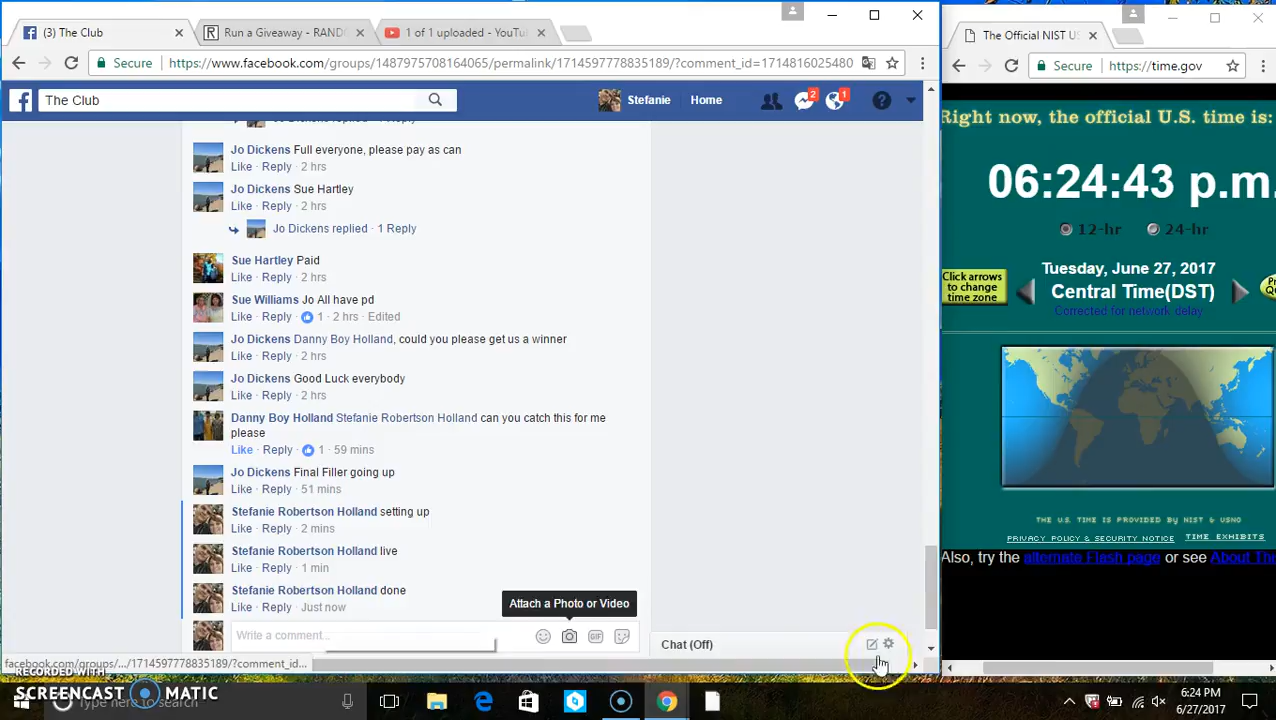 (3) The Club
Run a Giveaway - RAND
1 of 1 uploaded - YouTu
The Official NIST US
Secure
https://www.facebook.com/groups/1487975708164065/permalink/1714597778835189/?comment_id=1714816025480
Secure
https://time.gov
The Club
Stefanie
Home
2
1
Jo Dickens replied · 1 Reply
Jo Dickens Full everyone, please pay as can
Like · Reply · 2 hrs
Jo Dickens Sue Hartley
Like · Reply · 2 hrs
Jo Dickens replied · 1 Reply
Sue Hartley Paid
Like · Reply · 2 hrs
Sue Williams Jo All have pd
Like · Reply · 1 · 2 hrs · Edited
Jo Dickens Danny Boy Holland, could you please get us a winner
Like · Reply · 2 hrs
Jo Dickens Good Luck everybody
Like · Reply · 2 hrs
Danny Boy Holland Stefanie Robertson Holland can you catch this for me
please
Like · Reply · 1 · 59 mins
Jo Dickens Final Filler going up
Like · Reply · 51 mins
Stefanie Robertson Holland setting up
Like · Reply · 2 mins
Stefanie Robertson Holland live
Like · Reply · 1 min
Stefanie Robertson Holland done
Like · Reply · Just now
Attach a Photo or Video
Write a comment...
GIF
Chat (Off)
facebook.com/groups/.../1714597778835189/?comment_id...
Right now, the official U.S. time is:
06:24:43 p.m.
12-hr
24-hr
Click arrows
to change
time zone
Tuesday, June 27, 2017
Central Time(DST)
Corrected for network delay
THE U.S. TIME IS PROVIDED BY NIST & USNO
PRIVACY POLICY & SECURITY NOTICE
TIME EXHIBITS
Also, try the alternate Flash page or see About Th
RECORDED WITH
SCREENCAST MATIC
6:24 PM
6/27/2017